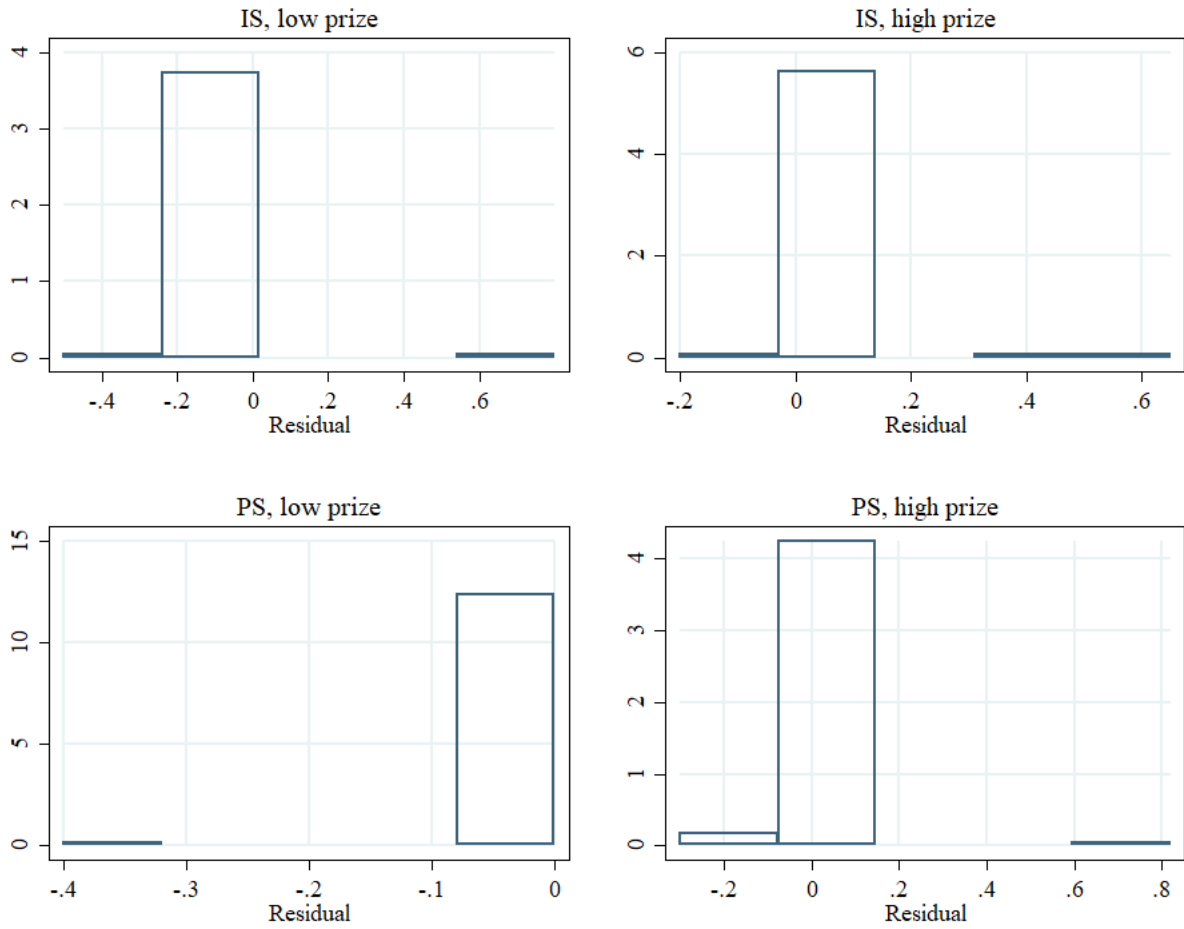 IS, low prize
4
3
2
1
0
-.4 -.2 0 .2 .4 .6
Residual
IS, high prize
6
4
2
0
-.2 0 .2 .4 .6
Residual
PS, low prize
15
10
5
0
-.4 -.3 -.2 -.1 0
Residual
PS, high prize
4
3
2
1
0
-.2 0 .2 .4 .6 .8
Residual